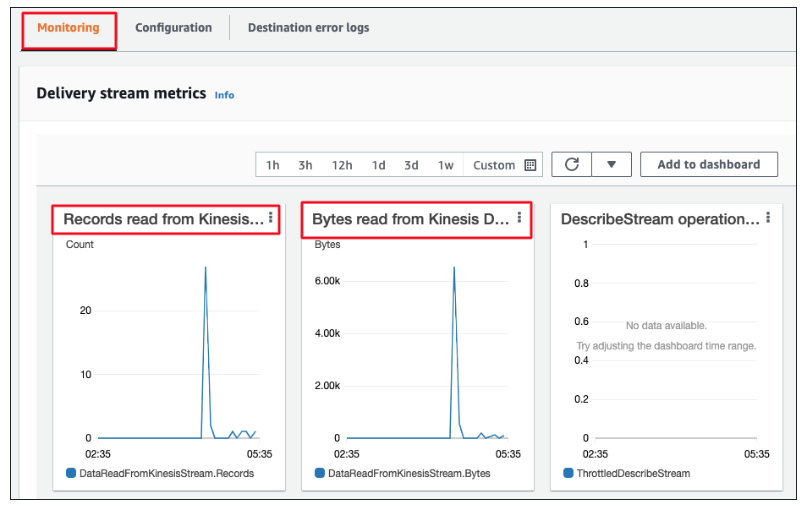 Monitoring Configuration Destination error logs
Delivery stream metrics Info
1h 3h 12h 1d 3d 1w Custom Add to dashboard
Records read from Kinesis...
Count
20
10
0
02:35 05:35
DataReadFromKinesisStream.Records
Bytes read from Kinesis D...
Bytes
6.00k
4.00k
2.00k
0
02:35 05:35
DataReadFromKinesisStream.Bytes
DescribeStream operation...
1
0.8
0.6
No data available.
Try adjusting the dashboard time range.
0.4
0.2
0
02:35 05:35
ThrottledDescribeStream